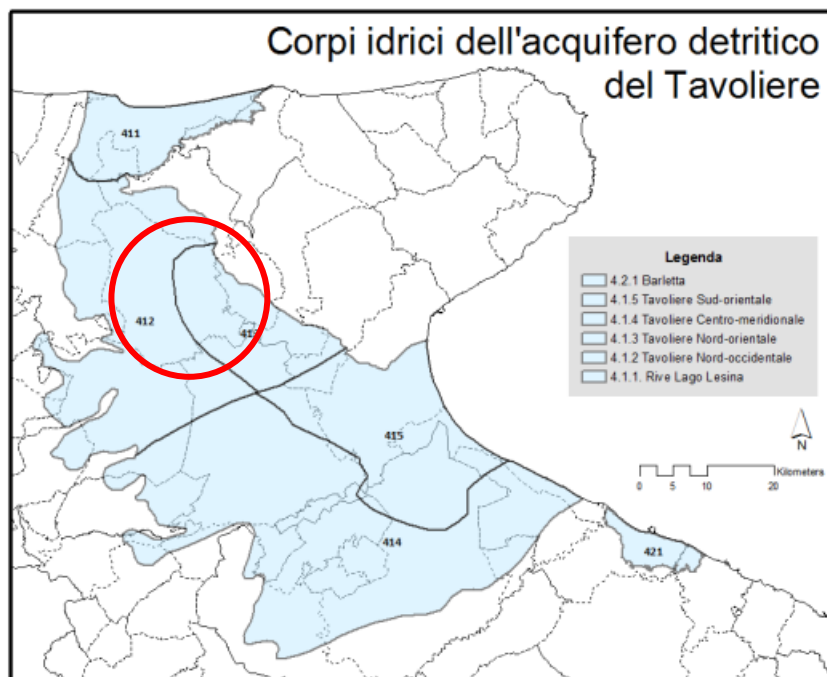 Corpi idrici dell'acquifero detritico
del Tavoliere
411
412
413
415
414
421
Legenda
4.2.1 Barletta
4.1.5 Tavoliere Sud-orientale
4.1.4 Tavoliere Centro-meridionale
4.1.3 Tavoliere Nord-orientale
4.1.2 Tavoliere Nord-occidentale
4.1.1. Rive Lago Lesina
N
Kilometers
0 5 10 20